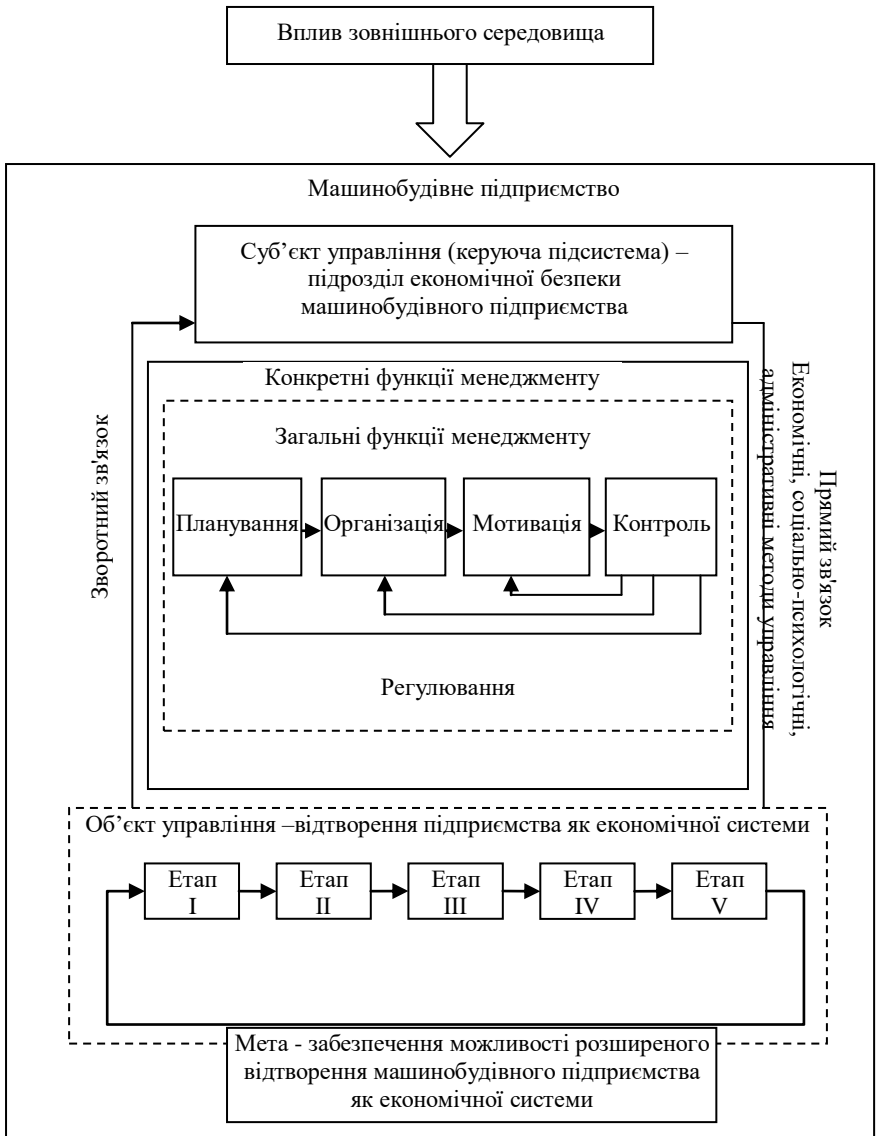 Вплив зовнішнього середовища
Машинобудівне підприємство
Суб’єкт управління (керуюча підсистема) –
підрозділ економічної безпеки
машинобудівного підприємства
Конкретні функції менеджменту
Загальні функції менеджменту
Планування
Організація
Мотивація
Контроль
Регулювання
Зворотний зв'язок
Прямий зв'язок
Економічні, соціально-психологічні,
адміністративні методи управління
Об’єкт управління –відтворення підприємства як економічної системи
Етап
I
Етап
II
Етап
III
Етап
IV
Етап
V
Мета - забезпечення можливості розширеного
відтворення машинобудівного підприємства
як економічної системи